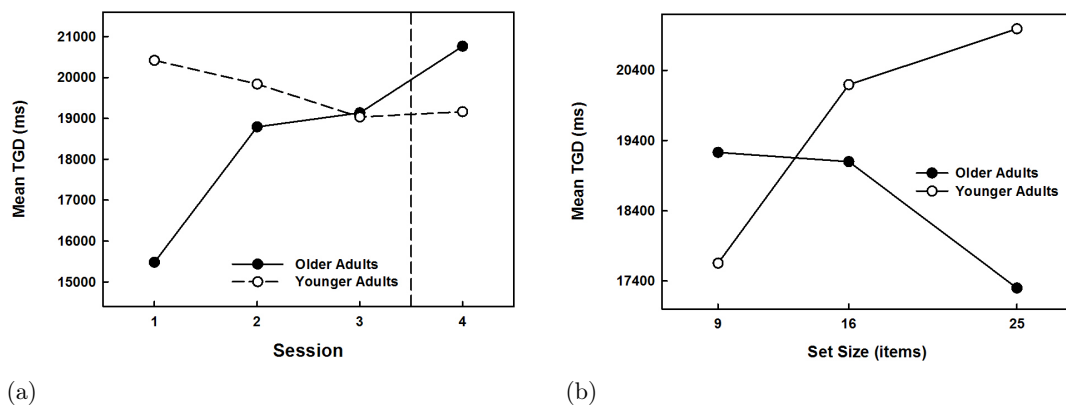 21000
20000
19000
18000
17000
16000
15000
Mean TGD (ms)
Older Adults
Younger Adults
1 2 3 4
Session
(a)
20400
19400
18400
17400
Mean TGD (ms)
Older Adults
Younger Adults
9 16 25
Set Size (items)
(b)